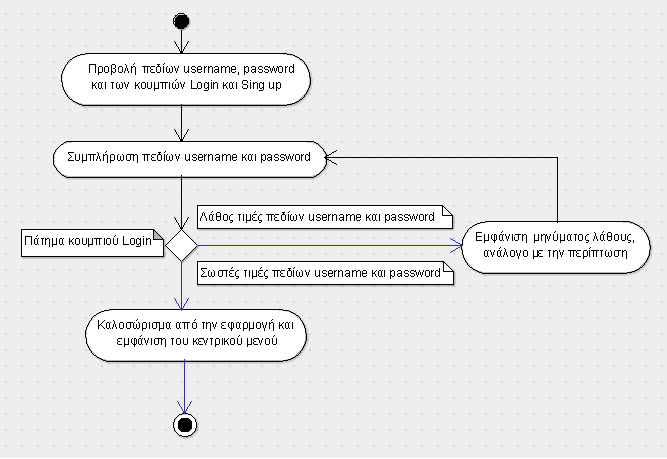 Προβολή πεδίων username, password
και των κουμπιών Login και Sing up
Συμπλήρωση πεδίων username και password
Λάθος τιμές πεδίων username και password
Πάτημα κουμπιού Login
Εμφάνιση μηνύματος λάθους,
ανάλογο με την περίπτωση
Σωστές τιμές πεδίων username και password
Καλοσώρισμα από την εφαρμογή και
εμφάνιση του κεντρικού μενού